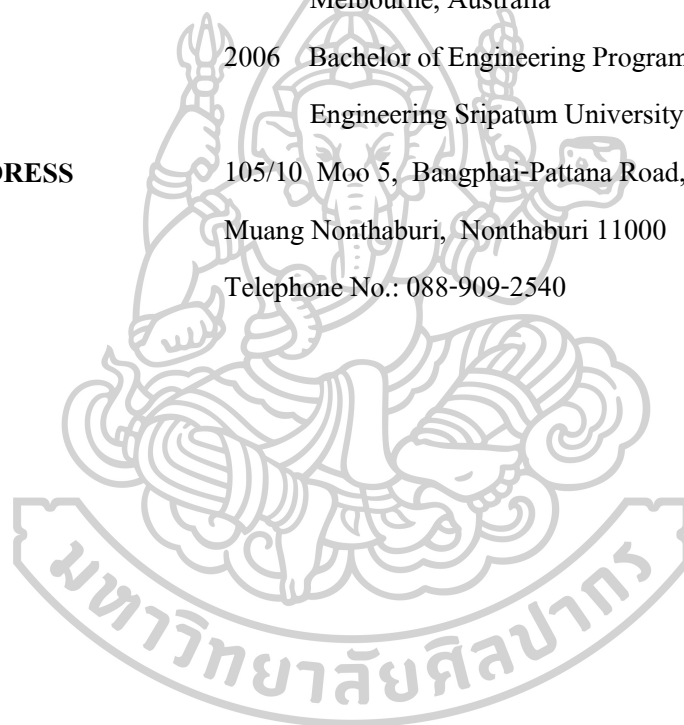 Melbourne, Australia
2006 Bachelor of Engineering Program
Engineering Sripatum University
DRESS 105/10 Moo 5, Bangphai-Pattana Road,
Muang Nonthaburi, Nonthaburi 11000
Telephone No.: 088-909-2540
มหาวิทยาลัยศิลปากร